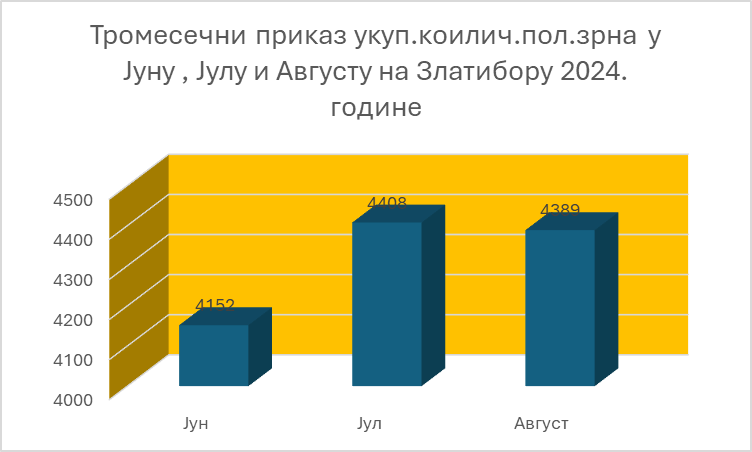 Тромесечни приказ укуп.коилич.пол.зрна у
Јуну , Јулу и Августу на Златибору 2024.
године
4500
4400
4300
4200
4100
4000
4152
4408
4389
Јун
Јул
Август